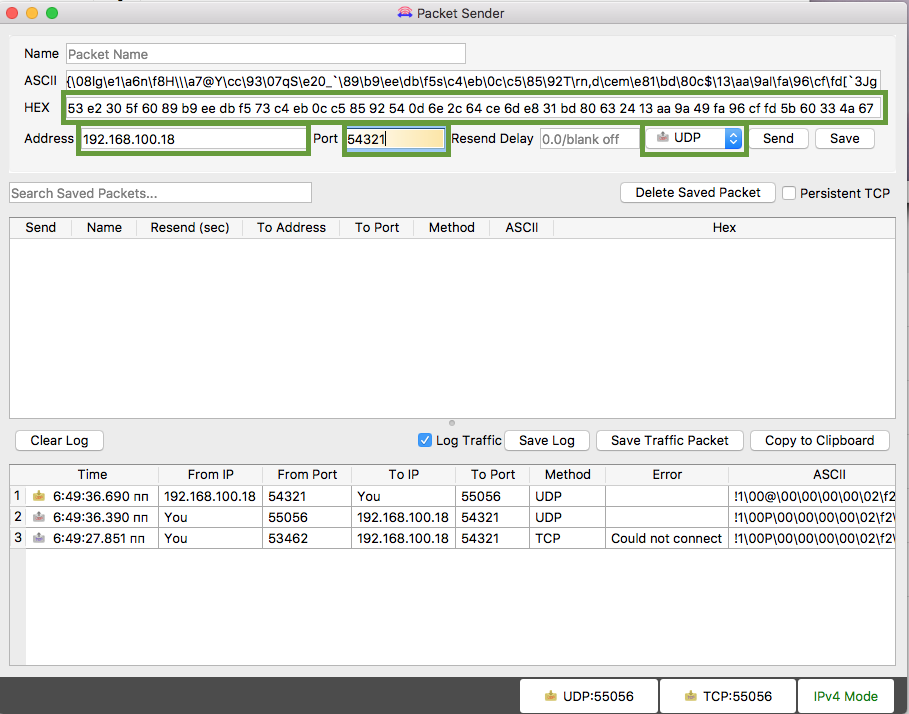 Packet Sender
Name Packet Name
ASCII {\08lg\e1\a6n\f8H\\\a7@Y\cc\93\07qS\e20_`\89\b9\ee\db\f5s\c4\eb\0c\c5\85\92T\rn,d\cem\e81\bd\80c$\13\aa\9aI\fa\96\cf\fd[`3Jg
HEX 53 e2 30 5f 60 89 b9 ee db f5 73 c4 eb 0c c5 85 92 54 0d 6e 2c 64 ce 6d e8 31 bd 80 63 24 13 aa 9a 49 fa 96 cf fd 5b 60 33 4a 67
Address 192.168.100.18 Port 54321 Resend Delay 0.0/blank off UDP Send Save
Search Saved Packets... Delete Saved Packet Persistent TCP
Send Name Resend (sec) To Address To Port Method ASCII Hex
Clear Log Log Traffic Save Log Save Traffic Packet Copy to Clipboard
Time From IP From Port To IP To Port Method Error ASCII
1 6:49:36.690 пп 192.168.100.18 54321 You 55056 UDP !1\00@\00\00\00\00\02\f2
2 6:49:36.390 пп You 55056 192.168.100.18 54321 UDP !1\00P\00\00\00\00\02\f2\
3 6:49:27.851 пп You 53462 192.168.100.18 54321 TCP Could not connect !1\00P\00\00\00\00\02\f2\
UDP:55056 TCP:55056 IPv4 Mode